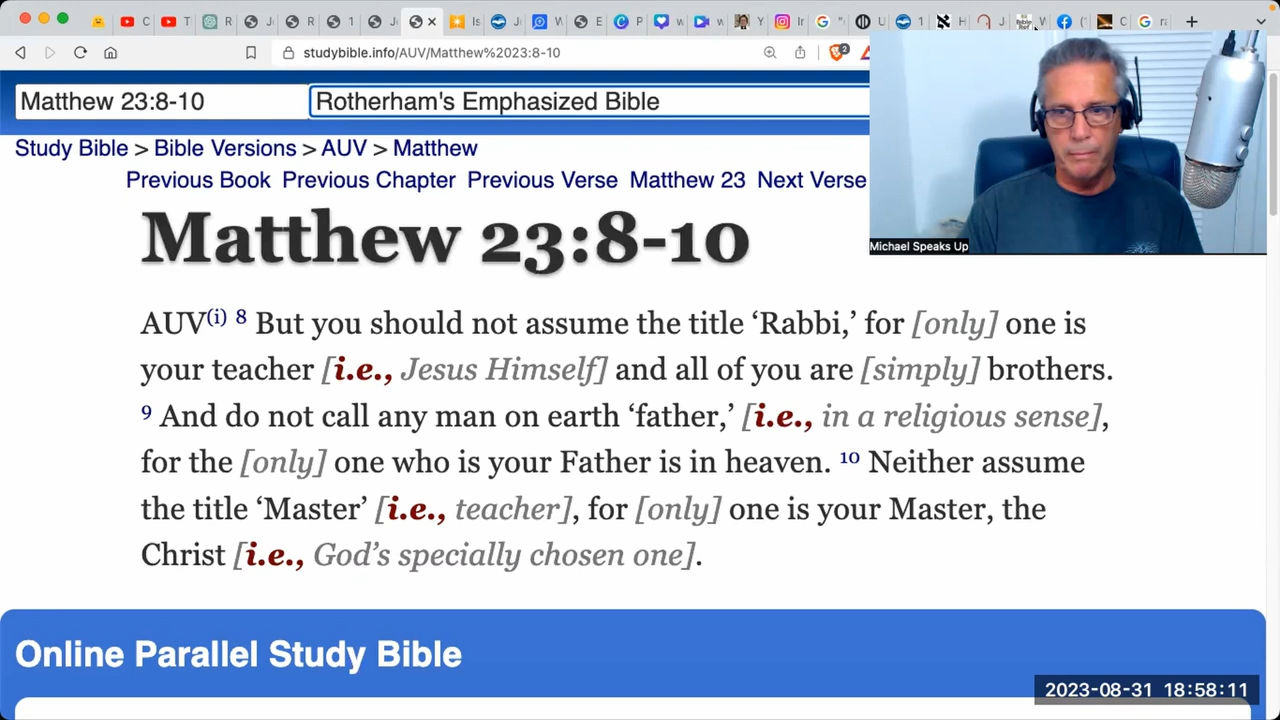 studybible.info/AUV/Matthew%2023:8-10
2
Matthew 23:8-10 Rotherham's Emphasized Bible
Study Bible > Bible Versions > AUV > Matthew
Previous Book Previous Chapter Previous Verse Matthew 23 Next Verse
Michael Speaks Up
Matthew 23:8-10
AUV(i) 8 But you should not assume the title ‘Rabbi,’ for [only] one is
your teacher [i.e., Jesus Himself] and all of you are [simply] brothers.
9 And do not call any man on earth ‘father,’ [i.e., in a religious sense],
for the [only] one who is your Father is in heaven. 10 Neither assume
the title ‘Master’ [i.e., teacher], for [only] one is your Master, the
Christ [i.e., God’s specially chosen one].
Online Parallel Study Bible
2023-08-31 18:58:11